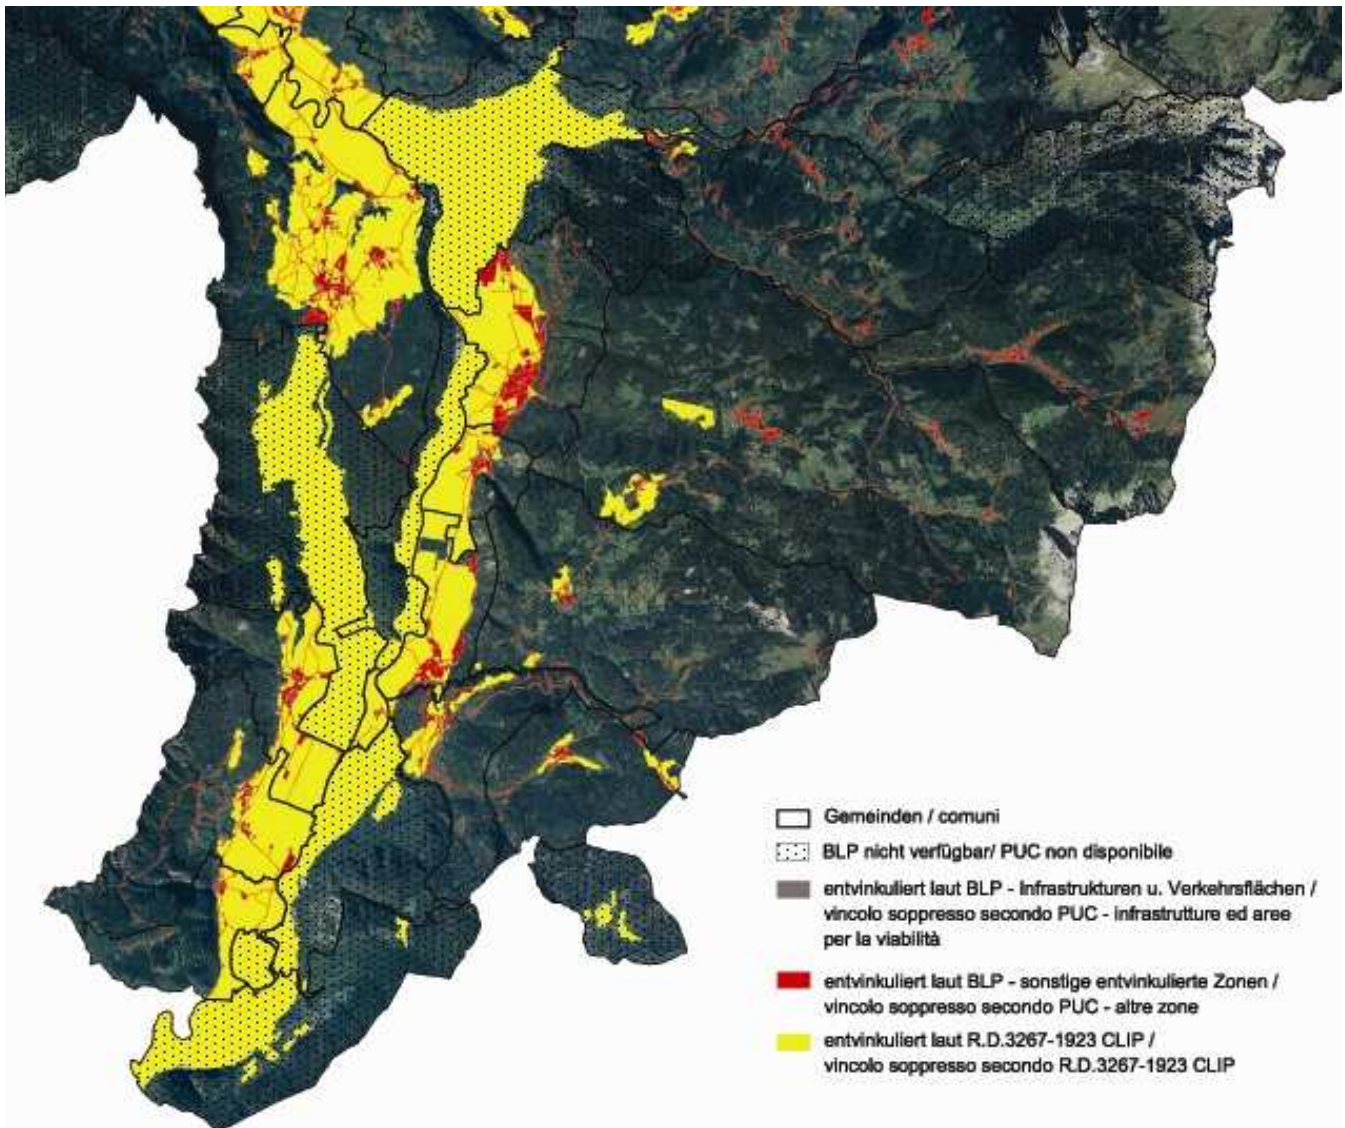 Gemeinden / comuni
BLP nicht verfügbar/ PUC non disponibile
entvinkuliert laut BLP - Infrastrukturen u. Verkehrsflächen /
vincolo soppresso secondo PUC - infrastrutture ed aree
per la viabilità
entvinkuliert laut BLP - sonstige entvinkulierte Zonen /
vincolo soppresso secondo PUC - altre zone
entvinkuliert laut R.D.3267-1923 CLIP /
vincolo soppresso secondo R.D.3267-1923 CLIP